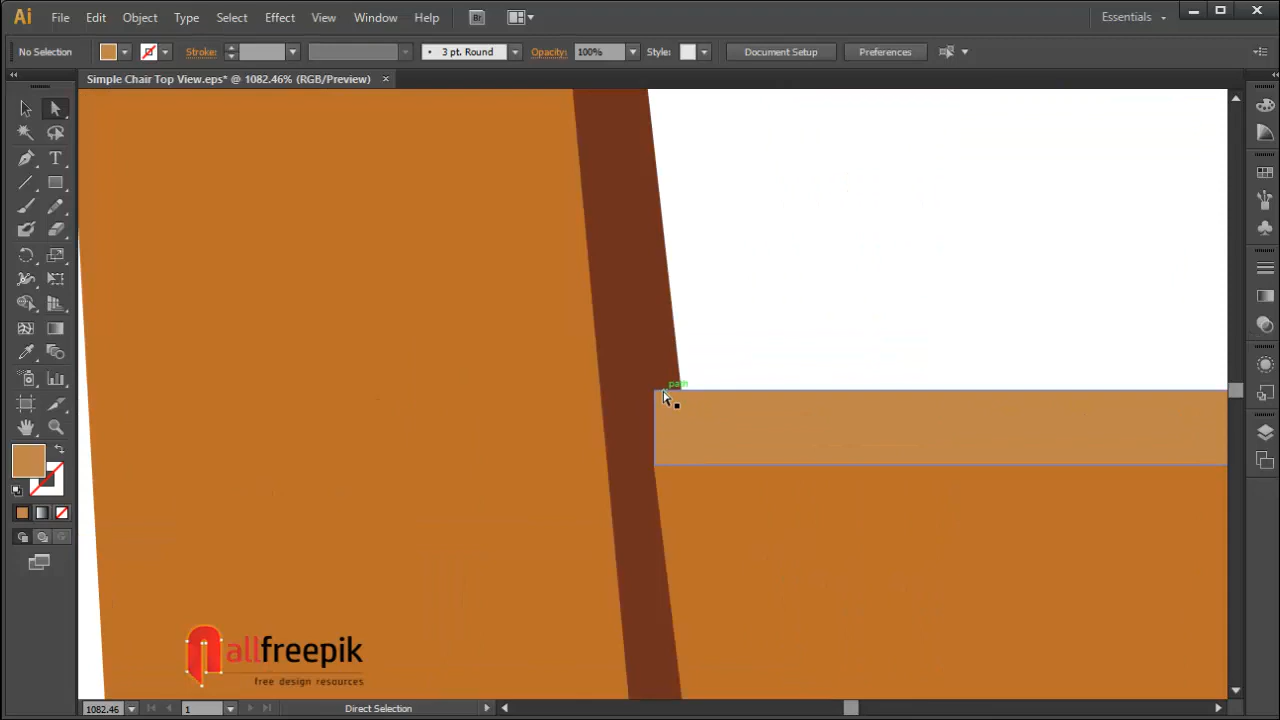 Ai File Edit Object Type Select Effect View Window Help Br Essentials
No Selection Stroke: 3 pt. Round Opacity: 100% Style: Document Setup Preferences
Simple Chair Top View.eps* @ 1082.46% (RGB/Preview) ×
T
path
allfreepik
free design resources
1082.46 1 Direct Selection